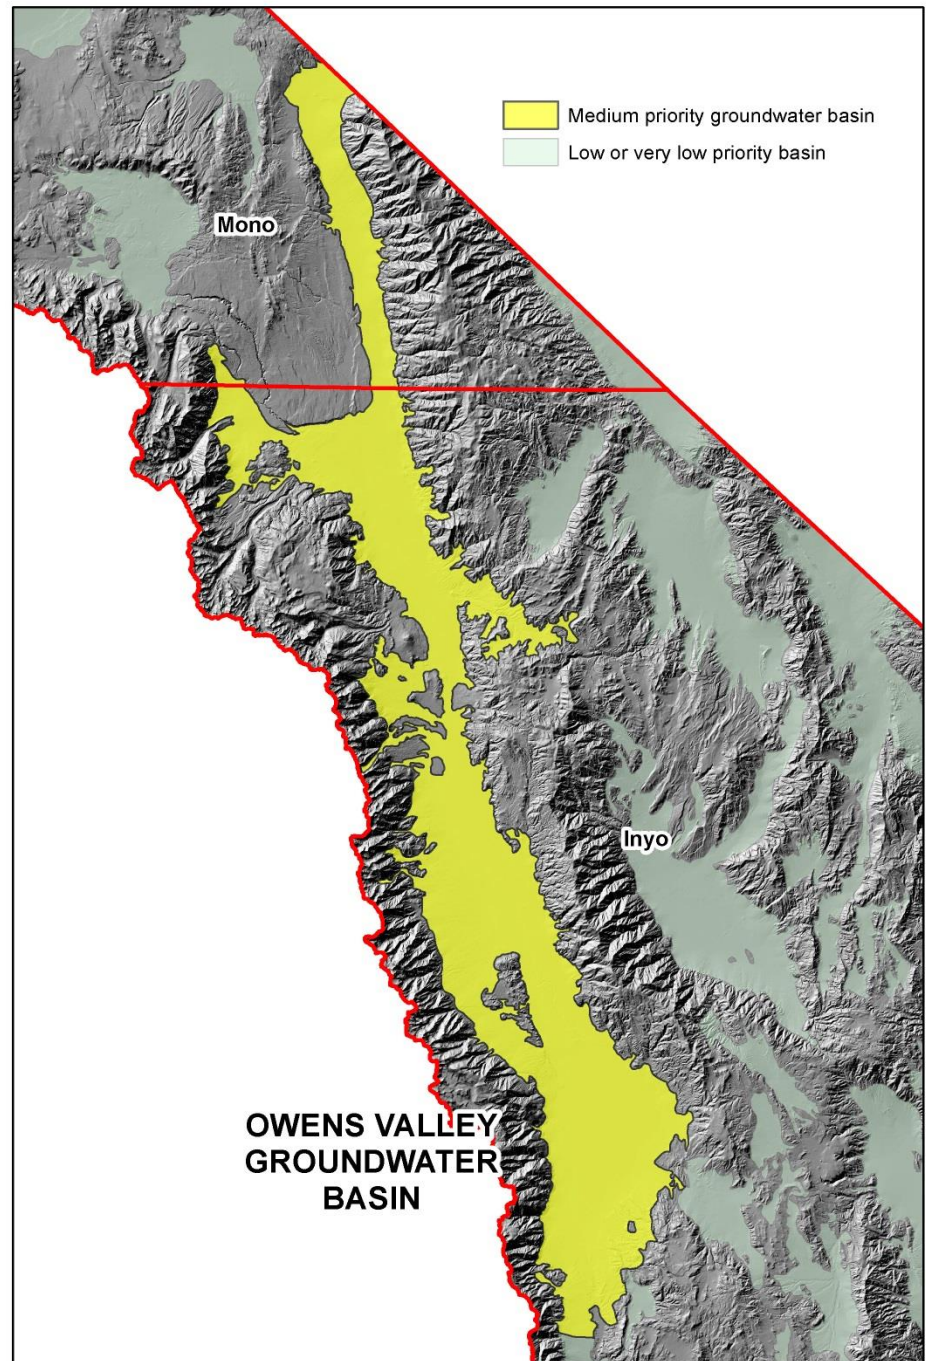 Medium priority groundwater basin
Low or very low priority basin
Mono
Inyo
OWENS VALLEY
GROUNDWATER
BASIN